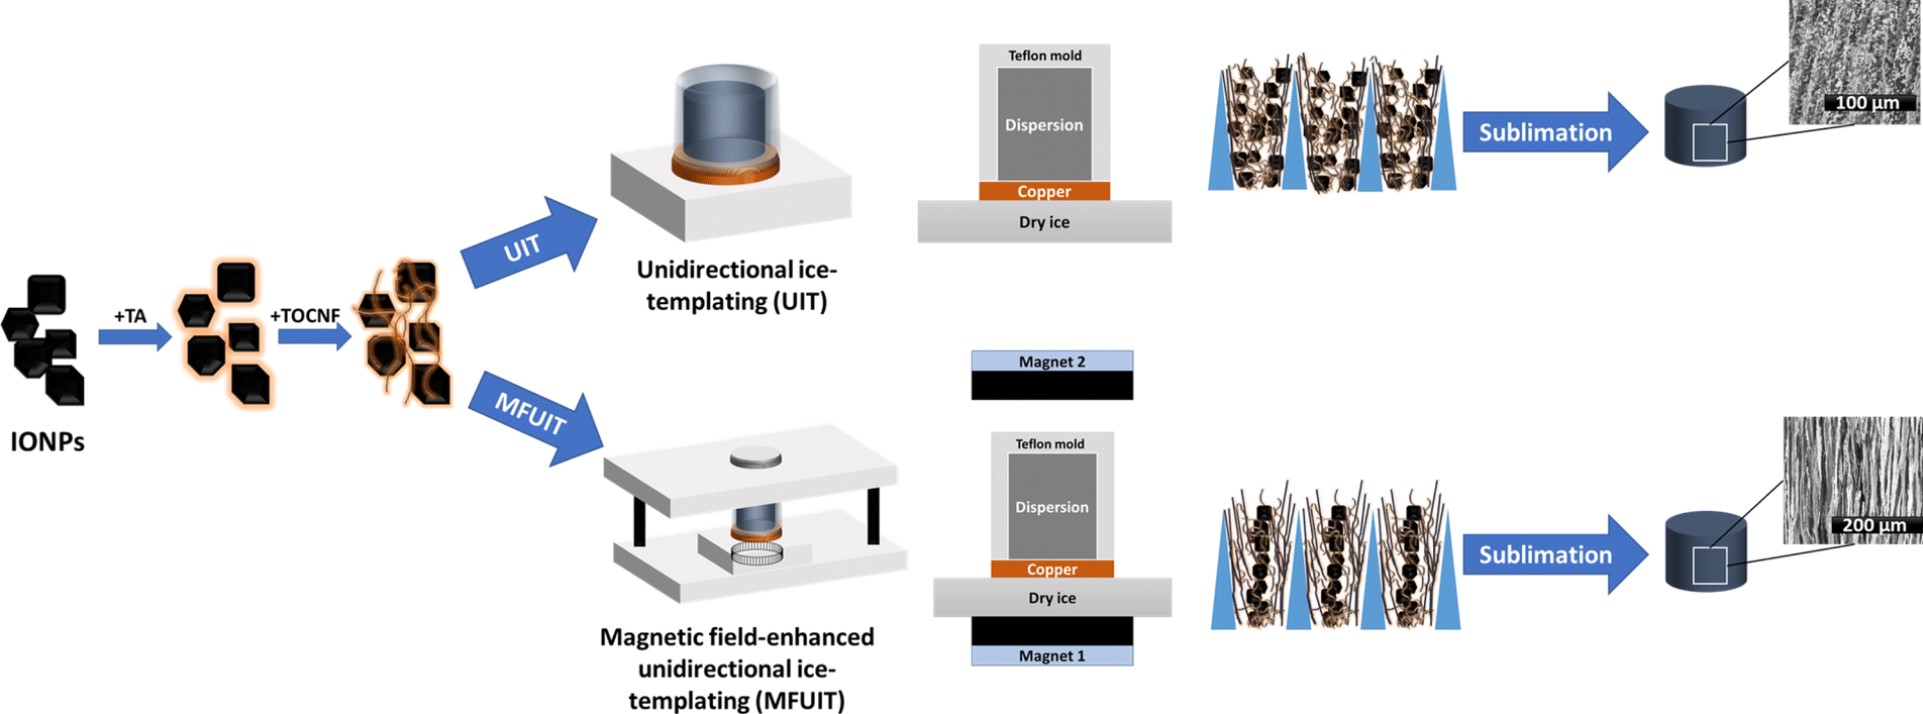 IONPs
+TA
+TOCNF
UIT
Unidirectional ice-
templating (UIT)
Teflon mold
Dispersion
Copper
Dry ice
Sublimation
100 µm
MFUIT
Magnetic field-enhanced
unidirectional ice-
templating (MFUIT)
Magnet 2
Teflon mold
Dispersion
Copper
Dry ice
Magnet 1
Sublimation
200 µm